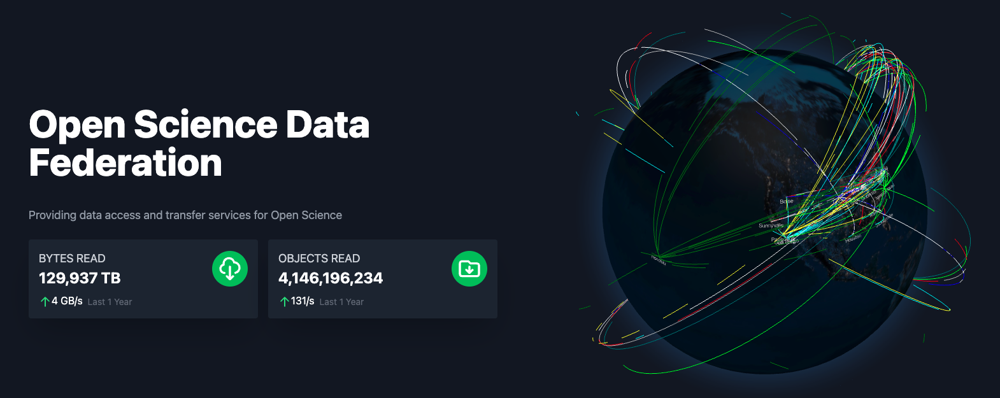 Open Science Data
Federation
Providing data access and transfer services for Open Science
BYTES READ
129,937 TB
4 GB/s Last 1 Year
OBJECTS READ
4,146,196,234
131/s Last 1 Year
Boise
Sunnyvale
Houston
Honolulu